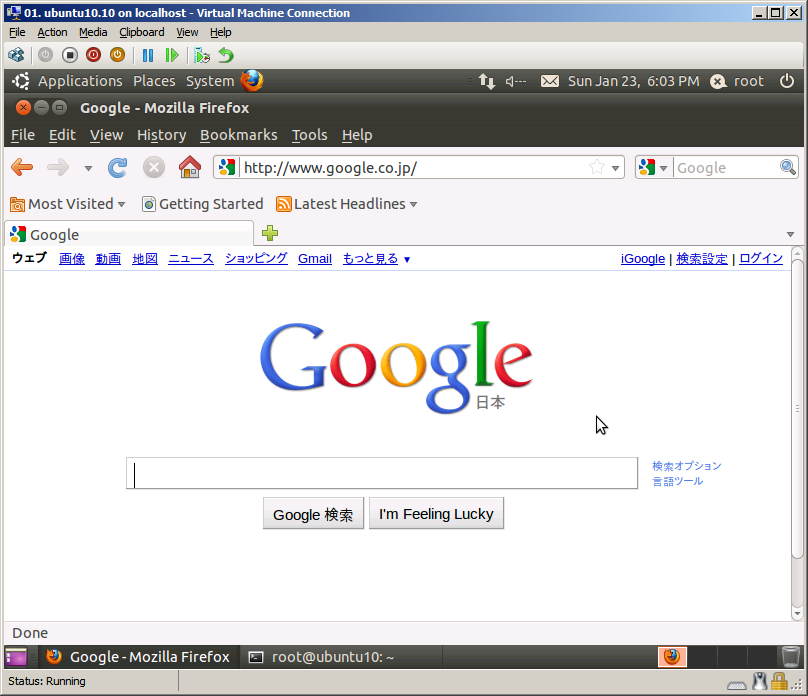 01. ubuntu10.10 on localhost - Virtual Machine Connection
File Action Media Clipboard View Help
Applications Places System Sun Jan 23, 6:03 PM root
Google - Mozilla Firefox
File Edit View History Bookmarks Tools Help
http://www.google.co.jp/ Google
Most Visited Getting Started Latest Headlines
Google
ウェブ 画像 動画 地図 ニュース ショッピング Gmail もっと見る ▼ iGoogle | 検索設定 | ログイン
Google
日本
検索オプション
言語ツール
Google 検索 I'm Feeling Lucky
Done
Google - Mozilla Firefox root@ubuntu10: ~
Status: Running